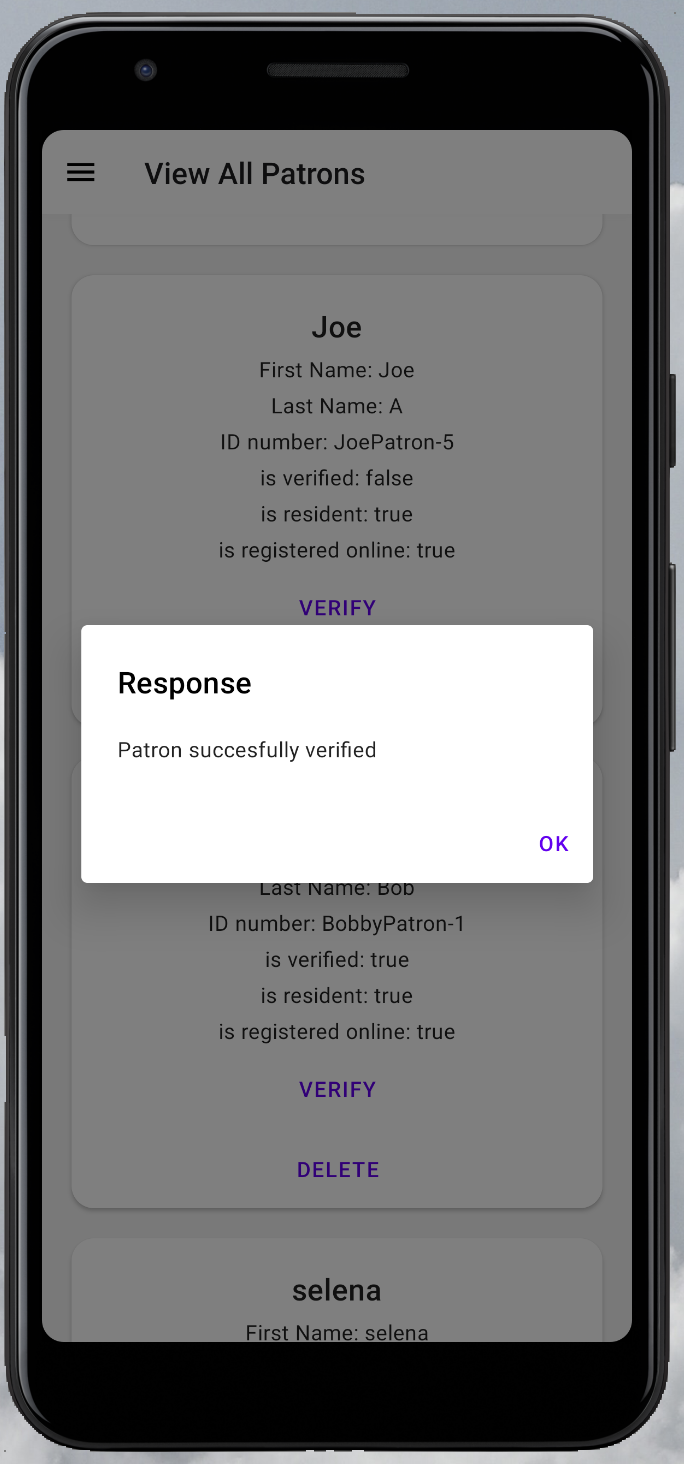 View All Patrons
Joe
First Name: Joe
Last Name: A
ID number: JoePatron-5
is verified: false
is resident: true
is registered online: true
VERIFY
Response
Patron succesfully verified
OK
Last Name: Bob
ID number: BobbyPatron-1
is verified: true
is resident: true
is registered online: true
VERIFY
DELETE
selena
First Name: selena